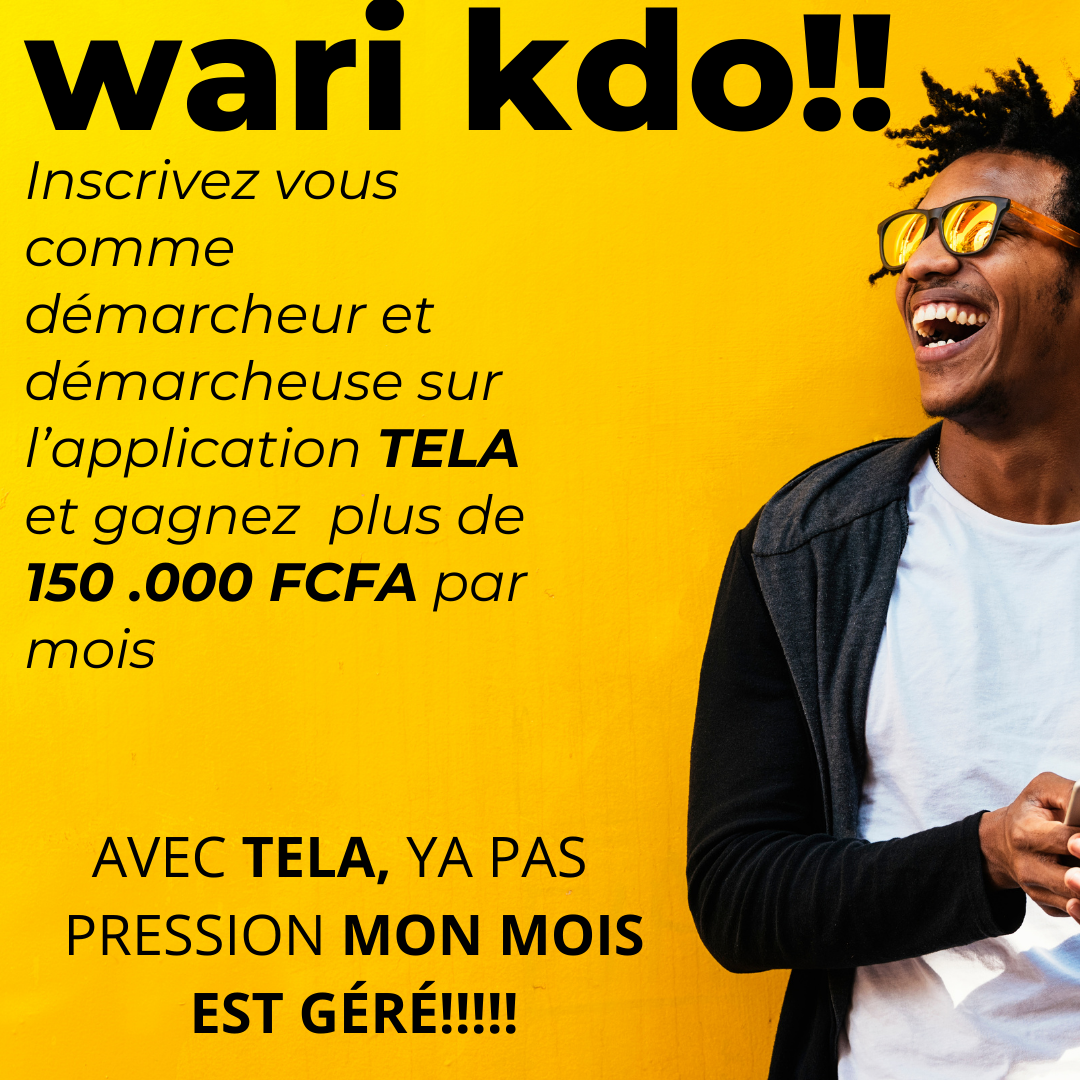 wari kdo!!
Inscrivez vous
comme
démarcheur et
démarcheuse sur
l’application TELA
et gagnez  plus de
150 .000 FCFA par
mois
AVEC TELA, YA PAS
PRESSION MON MOIS
EST GÉRÉ!!!!!